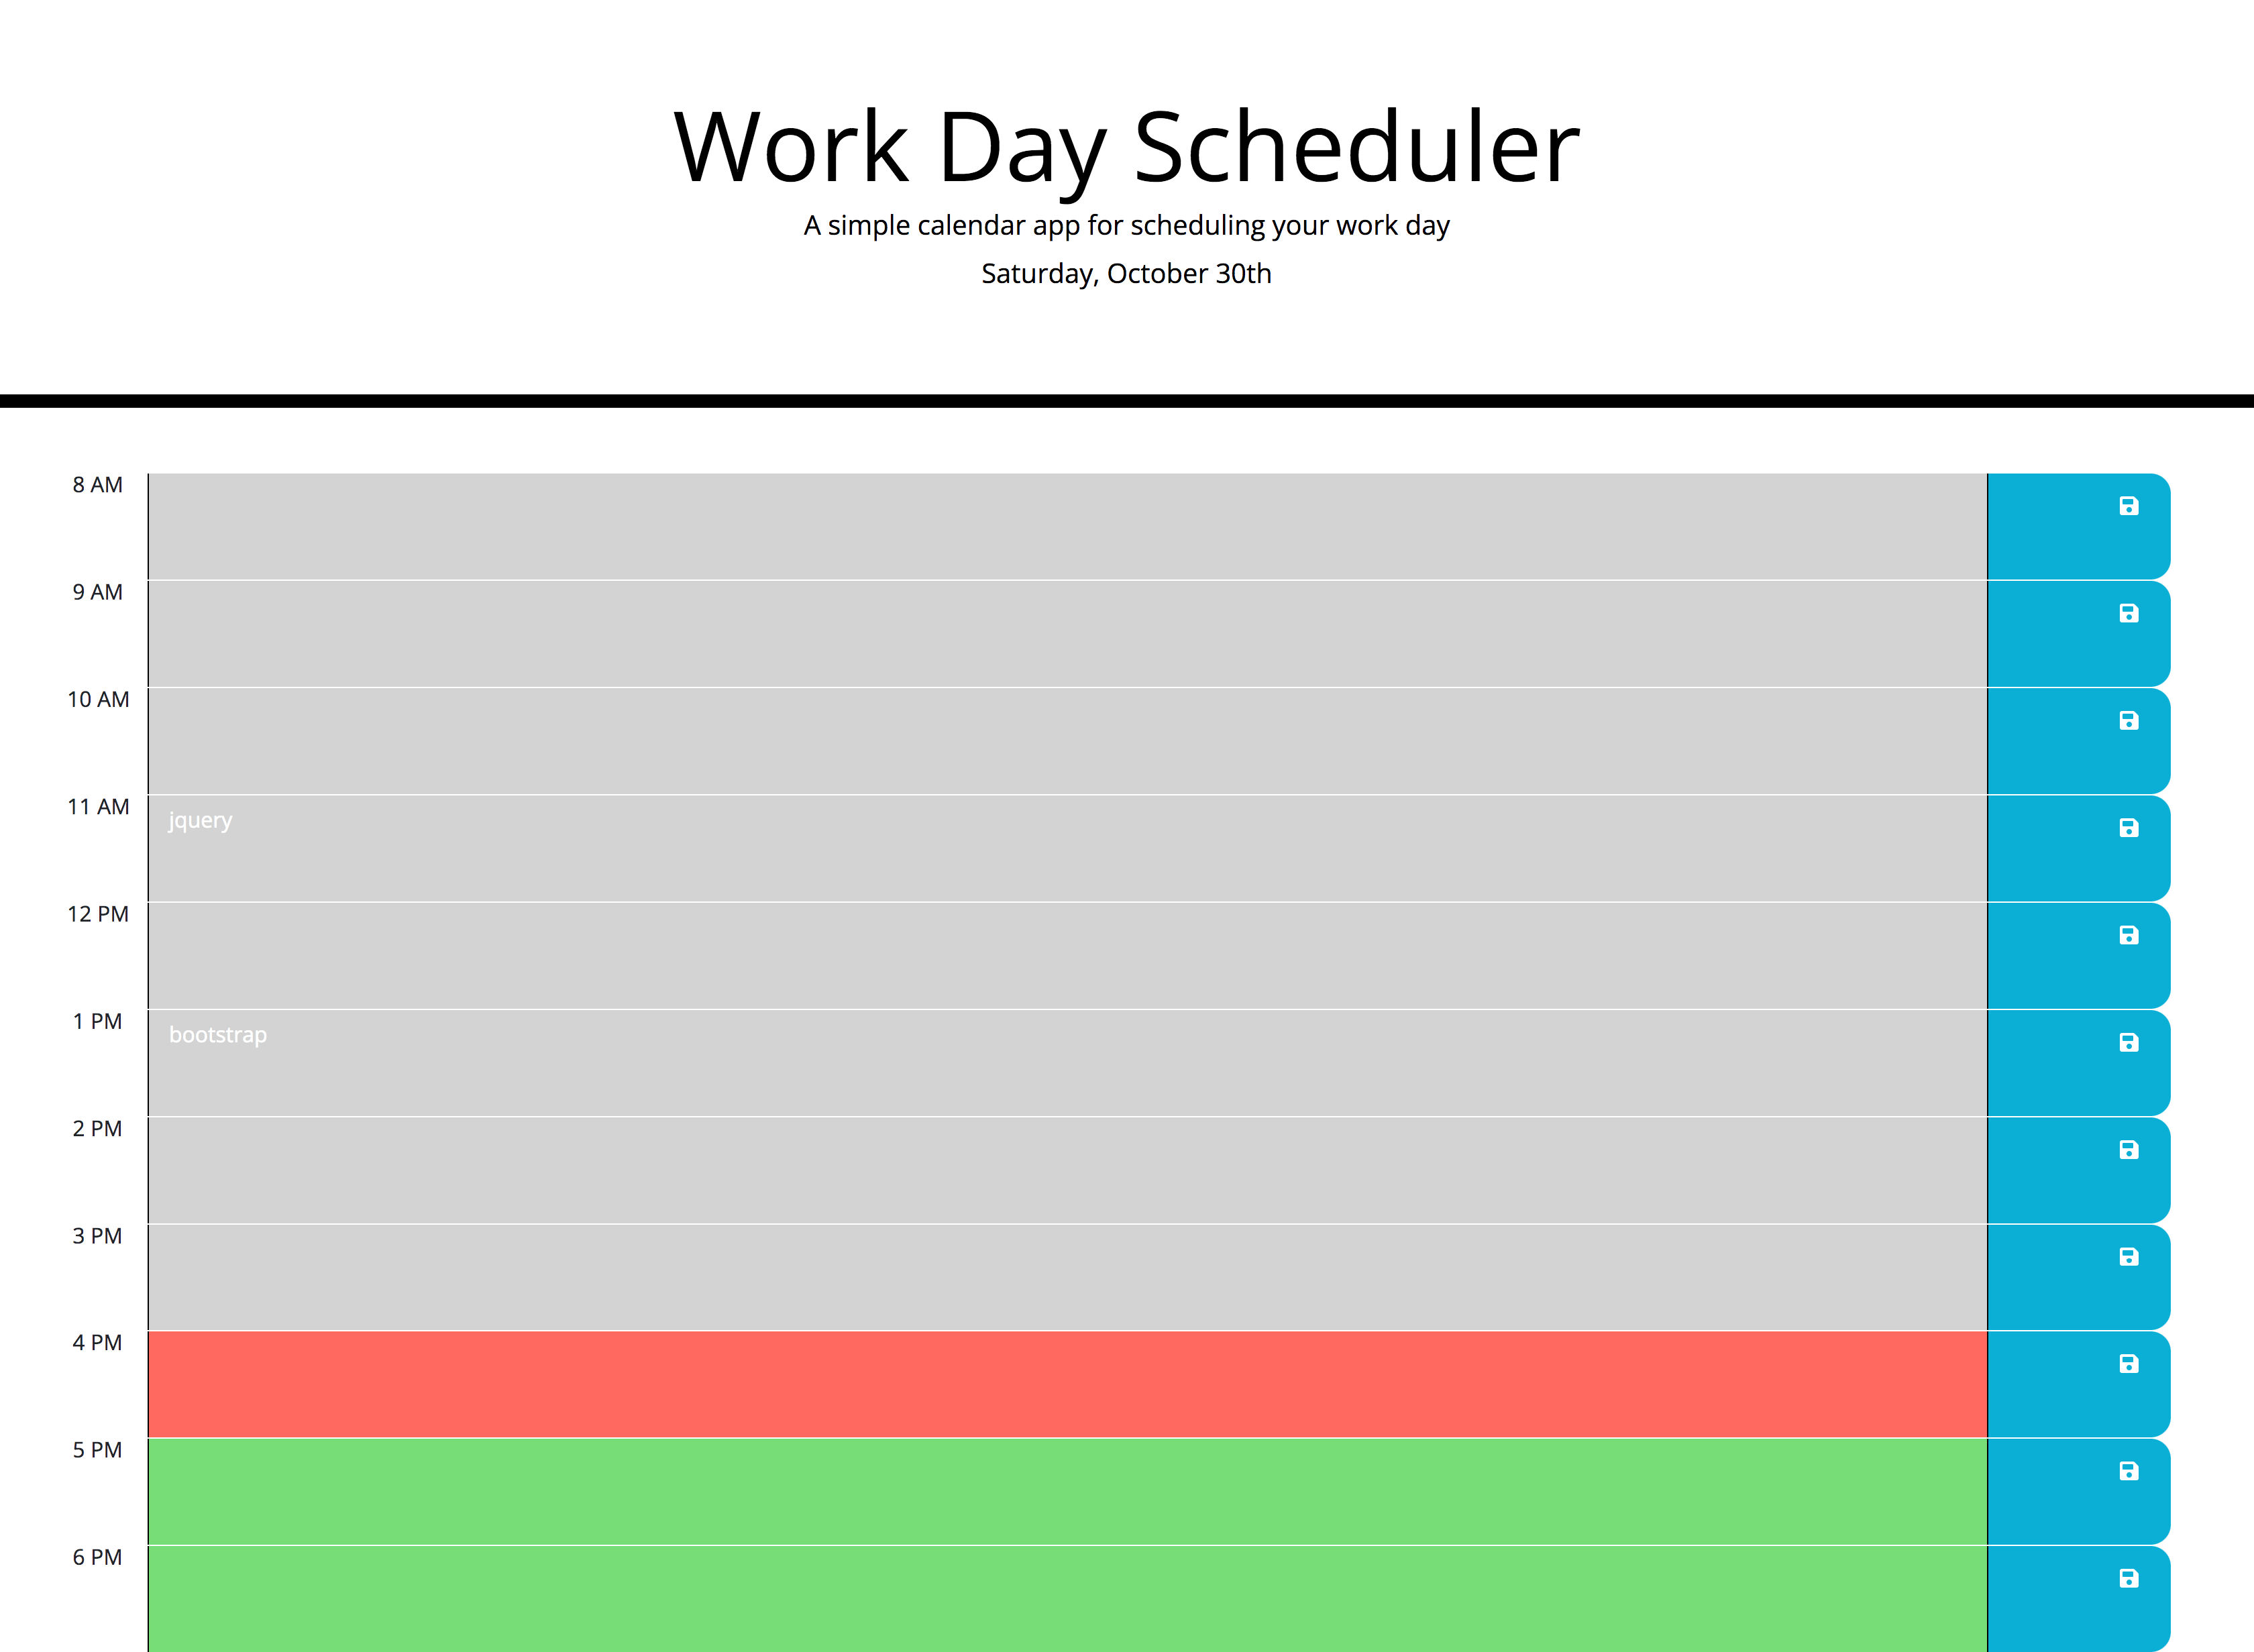 Work Day Scheduler
A simple calendar app for scheduling your work day
Saturday, October 30th
8 AM
9 AM
10 AM
11 AM
jquery
12 PM
1 PM
bootstrap
2 PM
3 PM
4 PM
5 PM
6 PM